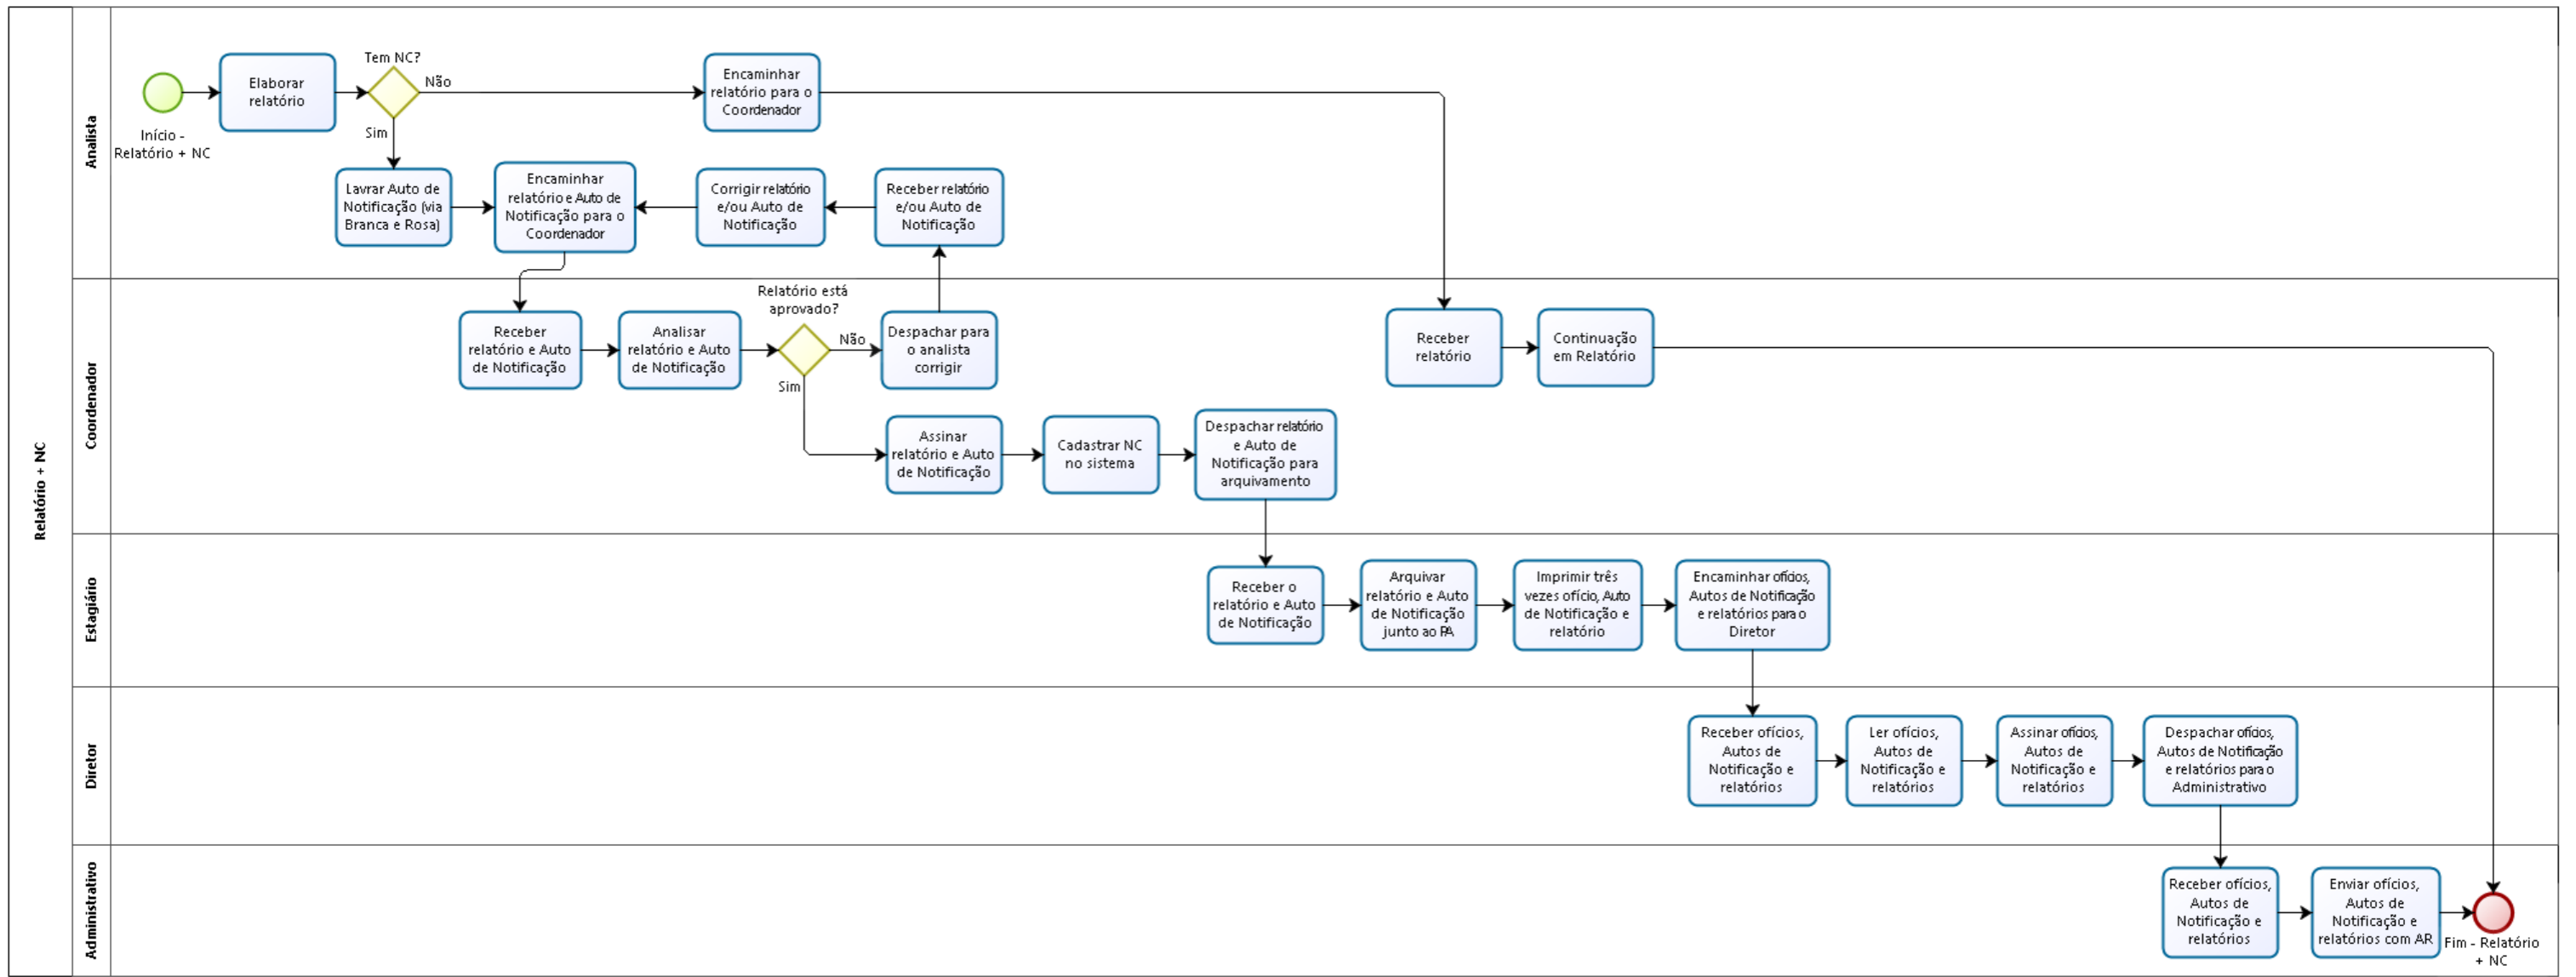 Relatório + NC
Analista
Início -
Relatório + NC
Elaborar
relatório
Tem NC?
Não
Sim
Encaminhar
relatório para o
Coordenador
Lavrar Auto de
Notificação (via
Branca e Rosa)
Encaminhar
relatório e Auto de
Notificação para o
Coordenador
Corrigir relatório
e/ou Auto de
Notificação
Receber relatório
e/ou Auto de
Notificação
Coordenador
Receber
relatório e Auto
de Notificação
Analisar
relatório e Auto
de Notificação
Relatório está
aprovado?
Não
Sim
Despachar para
o analista
corrigir
Receber
relatório
Continuação
em Relatório
Assinar
relatório e Auto
de Notificação
Cadastrar NC
no sistema
Despachar relatório
e Auto de
Notificação para
arquivamento
Estagiário
Receber o
relatório e Auto
de Notificação
Arquivar
relatório e Auto
de Notificação
junto ao PA
Imprimir três
vezes ofício, Auto
de Notificação e
relatório
Encaminhar ofícios,
Autos de Notificação
e relatórios para o
Diretor
Diretor
Receber ofícios,
Autos de
Notificação e
relatórios
Ler ofícios,
Autos de
Notificação e
relatórios
Assinar ofícios,
Autos de
Notificação e
relatórios
Despachar ofícios,
Autos de Notificação
e relatórios para o
Administrativo
Administrativo
Receber ofícios,
Autos de
Notificação e
relatórios
Enviar ofícios,
Autos de
Notificação e
relatórios com AR
Fim - Relatório
+ NC